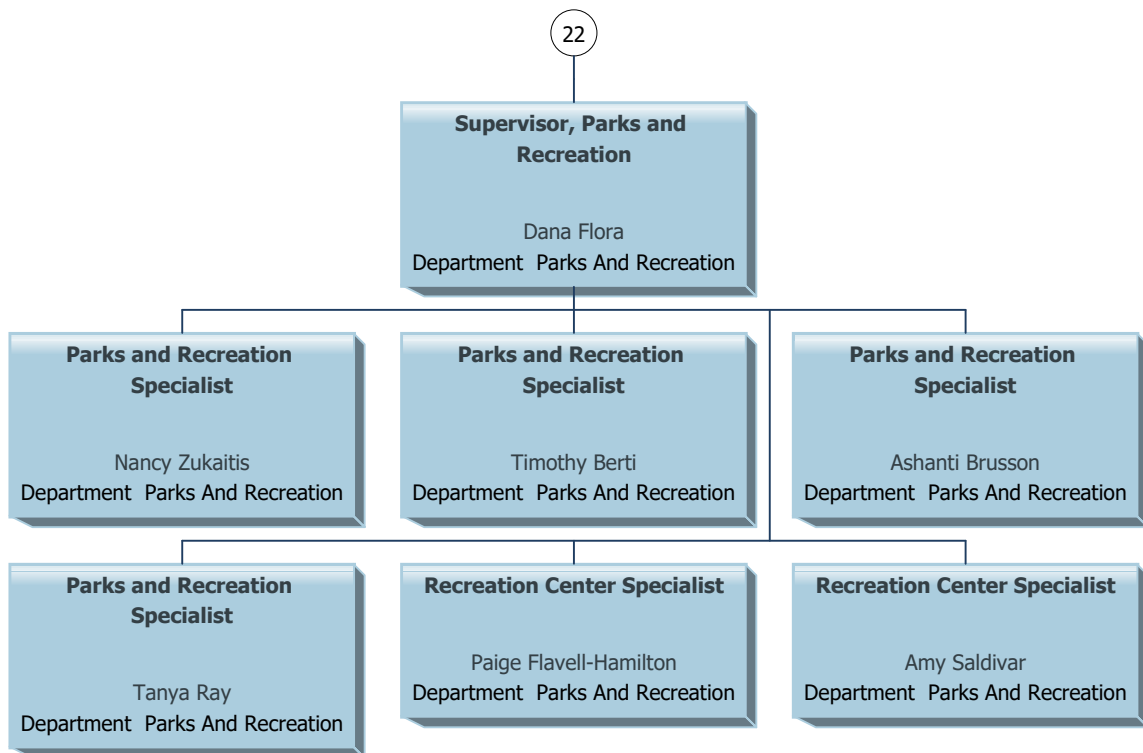 22
Supervisor, Parks and
Recreation
Dana Flora
Department  Parks And Recreation
Parks and Recreation
Specialist
Nancy Zukaitis
Department  Parks And Recreation
Parks and Recreation
Specialist
Timothy Berti
Department  Parks And Recreation
Parks and Recreation
Specialist
Ashanti Brusson
Department  Parks And Recreation
Parks and Recreation
Specialist
Tanya Ray
Department  Parks And Recreation
Recreation Center Specialist
Paige Flavell-Hamilton
Department  Parks And Recreation
Recreation Center Specialist
Amy Saldivar
Department  Parks And Recreation